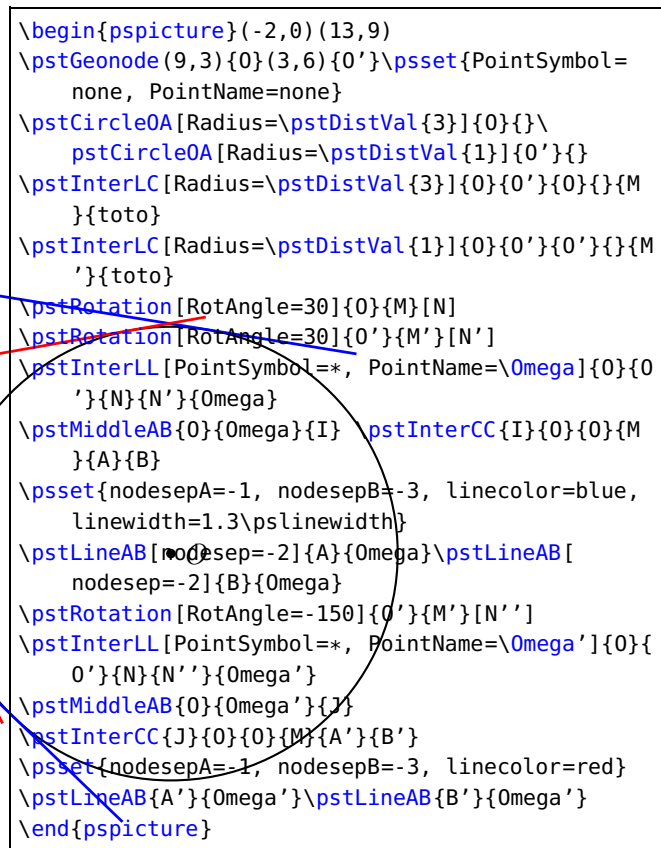 \begin{pspicture}(-2,0)(13,9)
\pstGeonode(9,3){O}(3,6){O’}\psset{PointSymbol=
none, PointName=none}
\pstCircleOA[Radius=\pstDistVal{3}]{O}{}\
pstCircleOA[Radius=\pstDistVal{1}]{O’}{}
\pstInterLC[Radius=\pstDistVal{3}]{O}{O’}{O}{}{M
}{toto}
\pstInterLC[Radius=\pstDistVal{1}]{O}{O’}{O’}{}{M
’}{toto}
\pstRotation[RotAngle=30]{O}{M}[N]
\pstRotation[RotAngle=30]{O’}{M’}[N’]
\pstInterLL[PointSymbol=*, PointName=\Omega]{O}{O
’}{N}{N’}{Omega}
\pstMiddleAB{O}{Omega}{I} \pstInterCC{I}{O}{O}{M
}{A}{B}
\psset{nodesepA=-1, nodesepB=-3, linecolor=blue,
linewidth=1.3\pslinewidth}
\pstLineAB[nodesep=-2]{A}{Omega}\pstLineAB[
O
nodesep=-2]{B}{Omega}
\pstRotation[RotAngle=-150]{O’}{M’}[N’’]
\pstInterLL[PointSymbol=*, PointName=\Omega’]{O}{
O’}{N}{N’’}{Omega’}
\pstMiddleAB{O}{Omega’}{J}
\pstInterCC{J}{O}{O}{M}{A’}{B’}
\psset{nodesepA=-1, nodesepB=-3, linecolor=red}
\pstLineAB{A’}{Omega’}\pstLineAB{B’}{Omega’}
\end{pspicture}